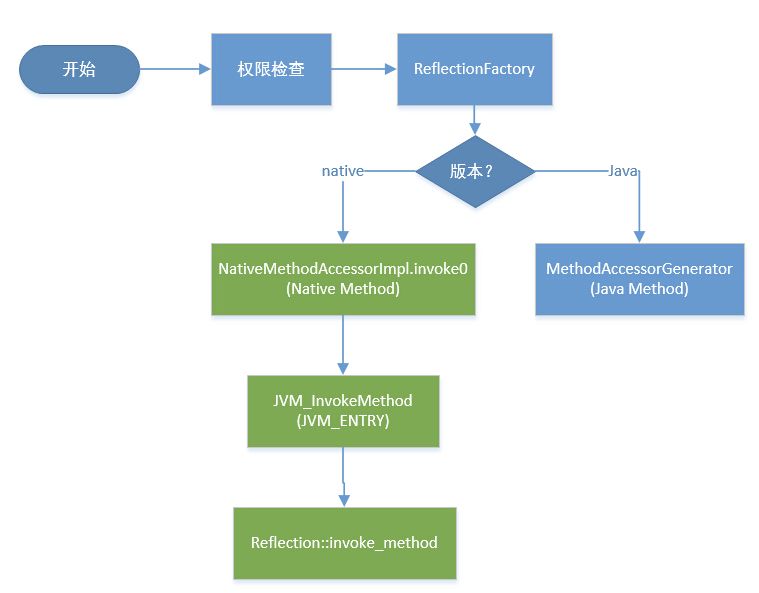 开始
权限检查
ReflectionFactory
版本？
native
Java
NativeMethodAccessorImpl.invoke0
(Native Method)
MethodAccessorGenerator
(Java Method)
JVM_InvokeMethod
(JVM_ENTRY)
Reflection::invoke_method